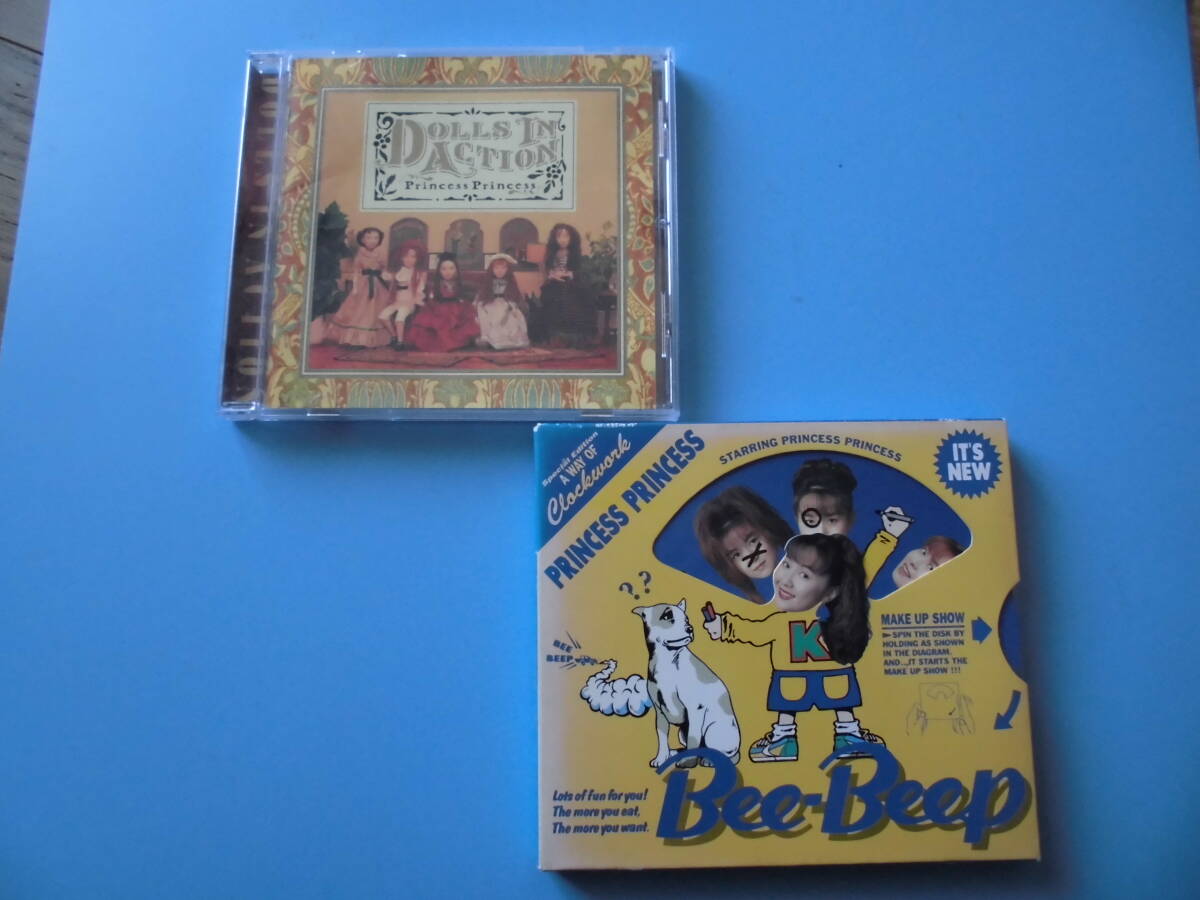 DOLLS IN ACTION
DOLLS IN
ACTION
Princess Princess
Special Edition
A WAY OF
Clockwork
PRINCESS PRINCESS
STARRING PRINCESS PRINCESS
IT'S
NEW
? ?
BEE
BEEP
K
MAKE UP SHOW
SPIN THE DISK BY
HOLDING AS SHOWN
IN THE DIAGRAM.
AND...,IT STARTS THE
MAKE UP SHOW !!!
Lots of fun for you!
The more you eat,
The more you want.
Bee-Beep